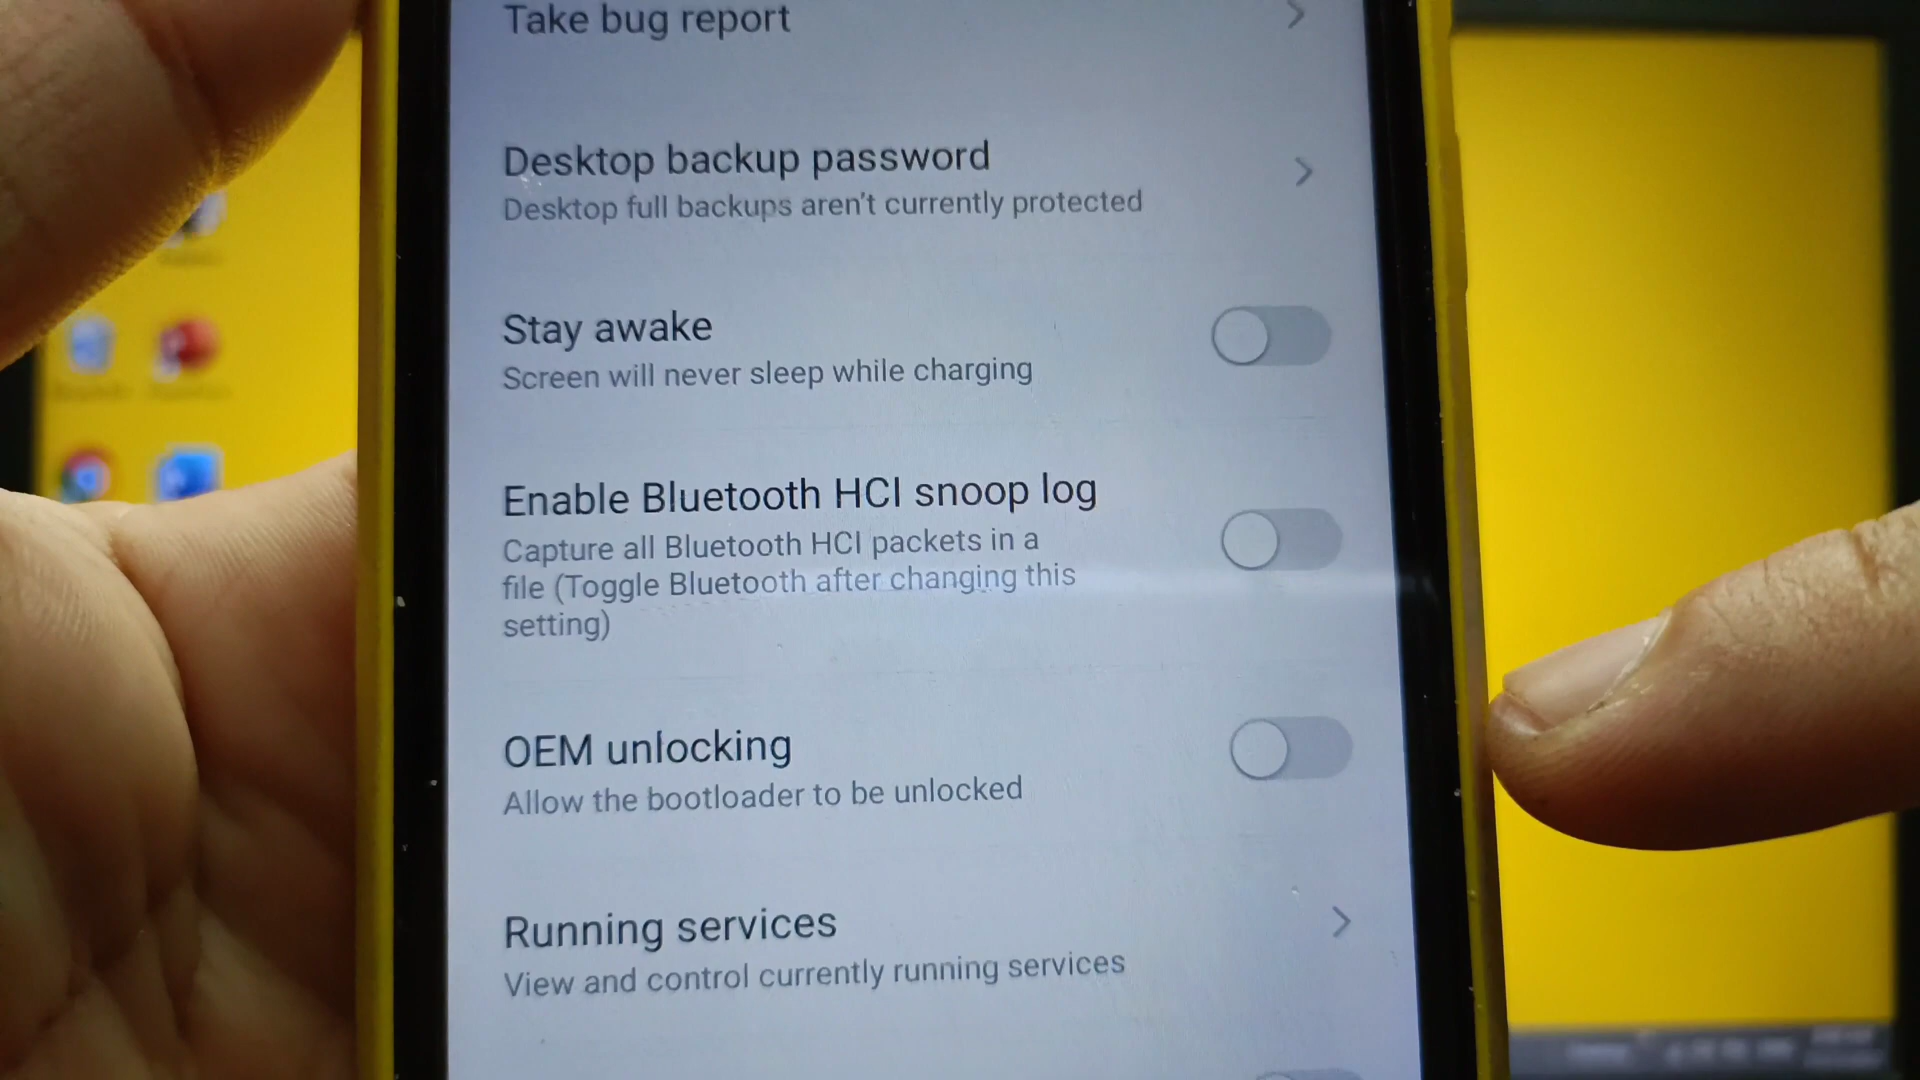 Take bug report
Desktop backup password
Desktop full backups aren't currently protected
Stay awake
Screen will never sleep while charging
Enable Bluetooth HCI snoop log
Capture all Bluetooth HCI packets in a
file (Toggle Bluetooth after changing this
setting)
OEM unlocking
Allow the bootloader to be unlocked
Running services
View and control currently running services